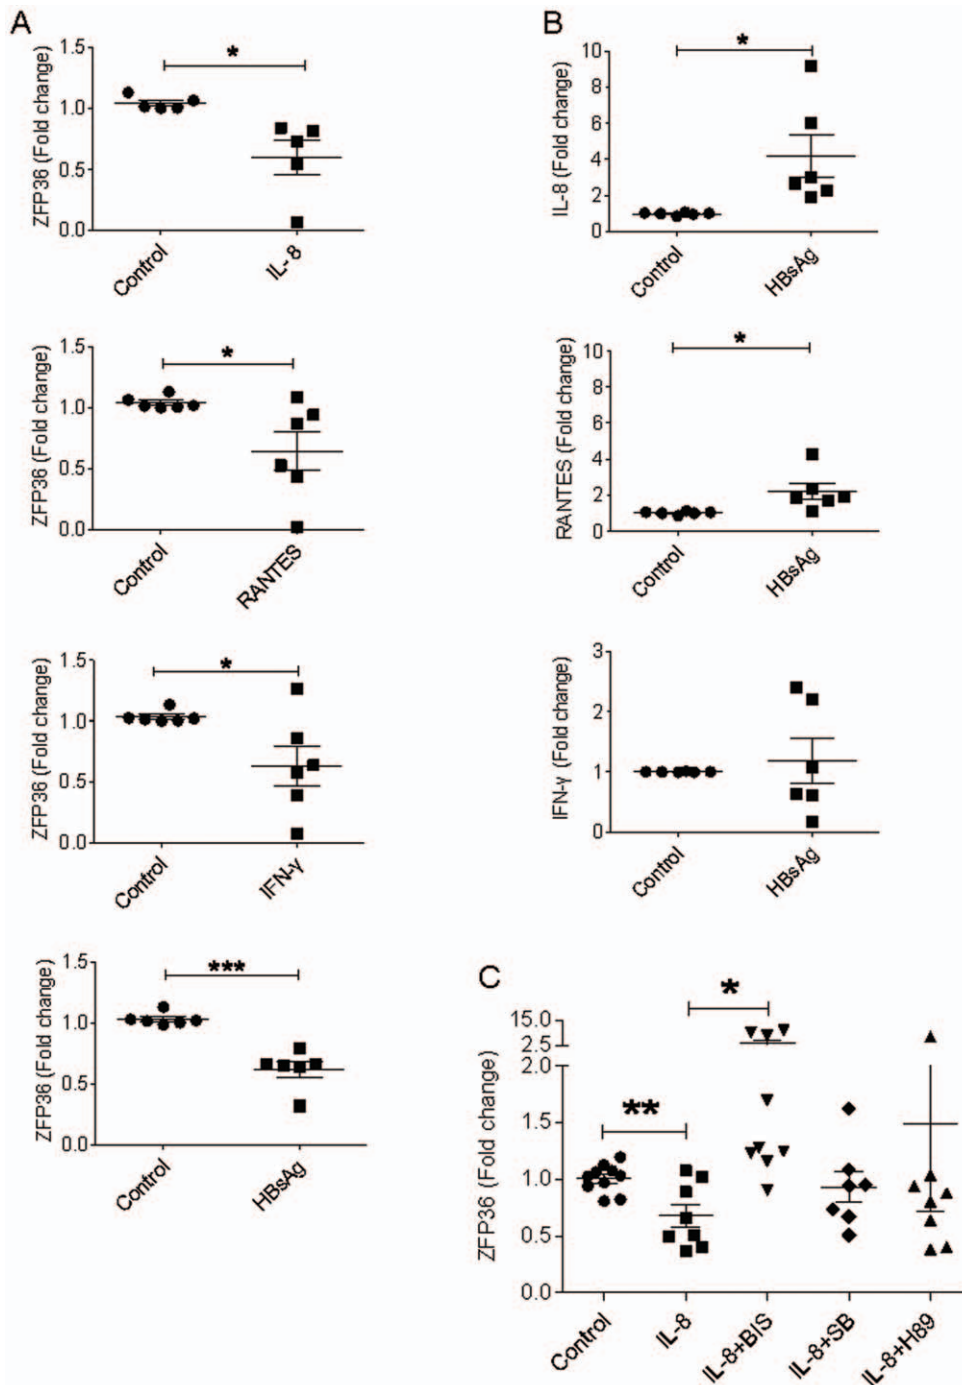 A
ZFP36 (Fold change)
1.5
1.0
0.5
0.0
*
Control
IL-8
ZFP36 (Fold change)
1.5
1.0
0.5
0.0
*
Control
RANTES
ZFP36 (Fold change)
1.5
1.0
0.5
0.0
*
Control
IFN-γ
ZFP36 (Fold change)
1.5
1.0
0.5
0.0
***
Control
HBsAg
B
IL-8 (Fold change)
10
8
6
4
2
0
*
Control
HBsAg
RANTES (Fold change)
10
8
6
4
2
0
*
Control
HBsAg
IFN-γ (Fold change)
3
2
1
0
Control
HBsAg
C
ZFP36 (Fold change)
15.0
2.5
2.0
1.5
1.0
0.5
0.0
**
*
Control
IL-8
IL-8+BIS
IL-8+SB
IL-8+H89